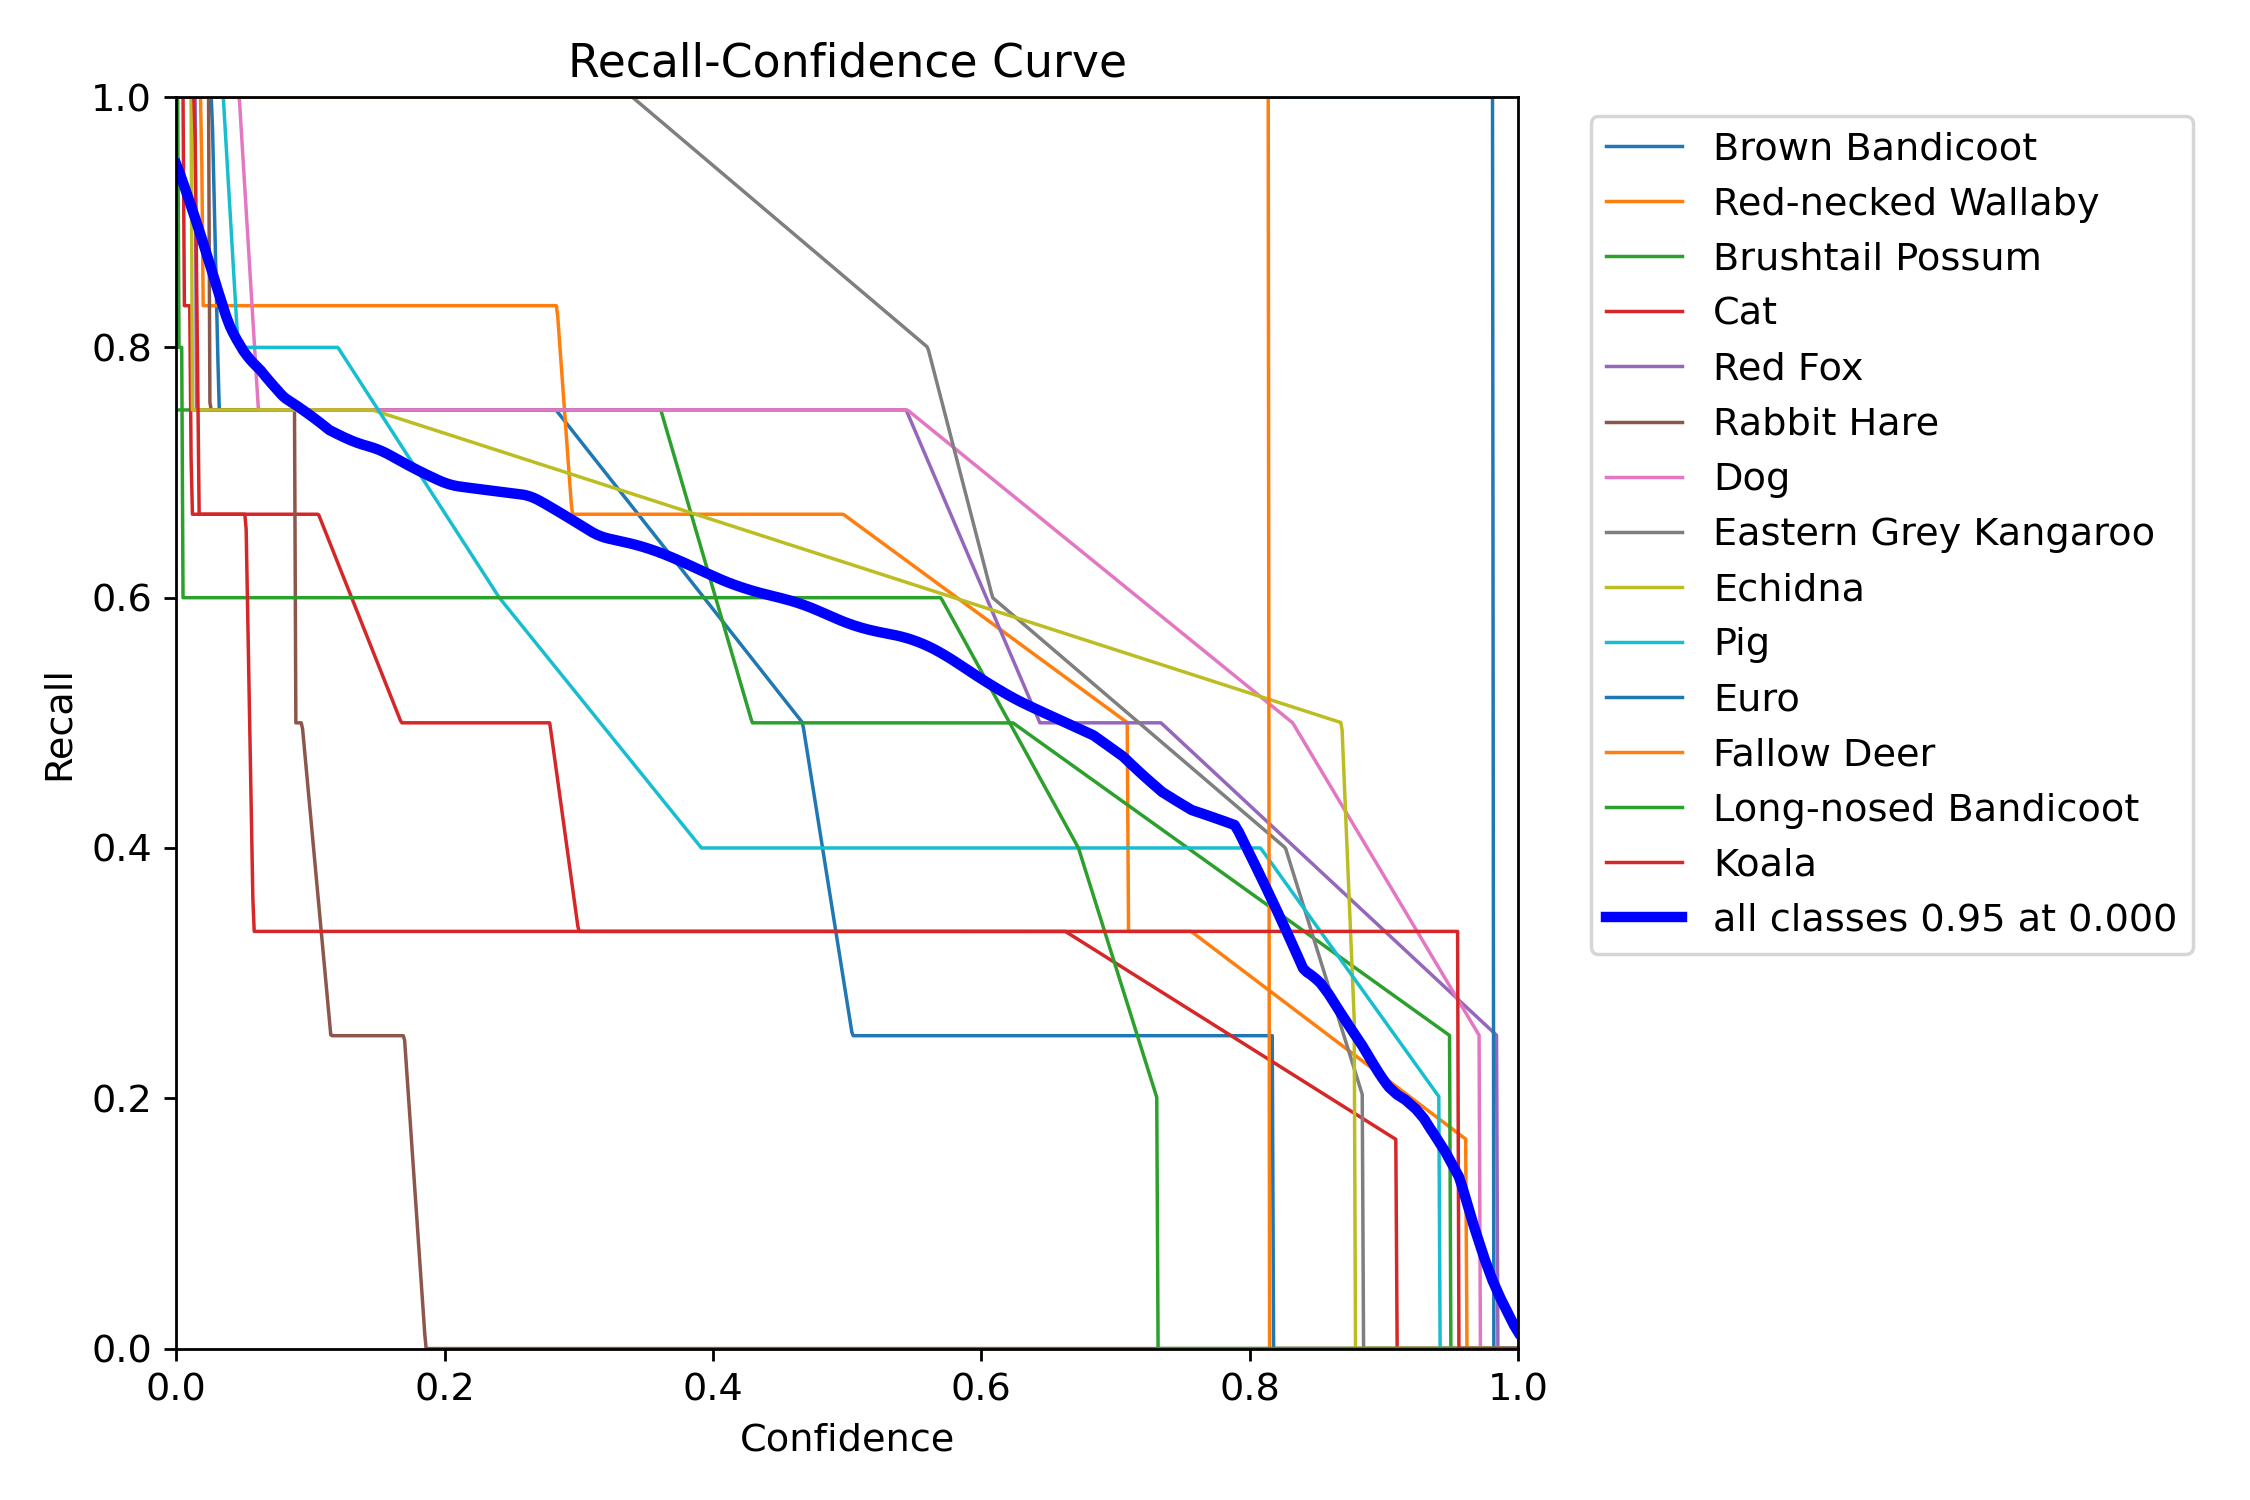 Recall-Confidence Curve
1.0
0.8
0.6
0.4
0.2
0.0
Recall
0.0 0.2 0.4 0.6 0.8 1.0
Confidence
Brown Bandicoot
Red-necked Wallaby
Brushtail Possum
Cat
Red Fox
Rabbit Hare
Dog
Eastern Grey Kangaroo
Echidna
Pig
Euro
Fallow Deer
Long-nosed Bandicoot
Koala
all classes 0.95 at 0.000